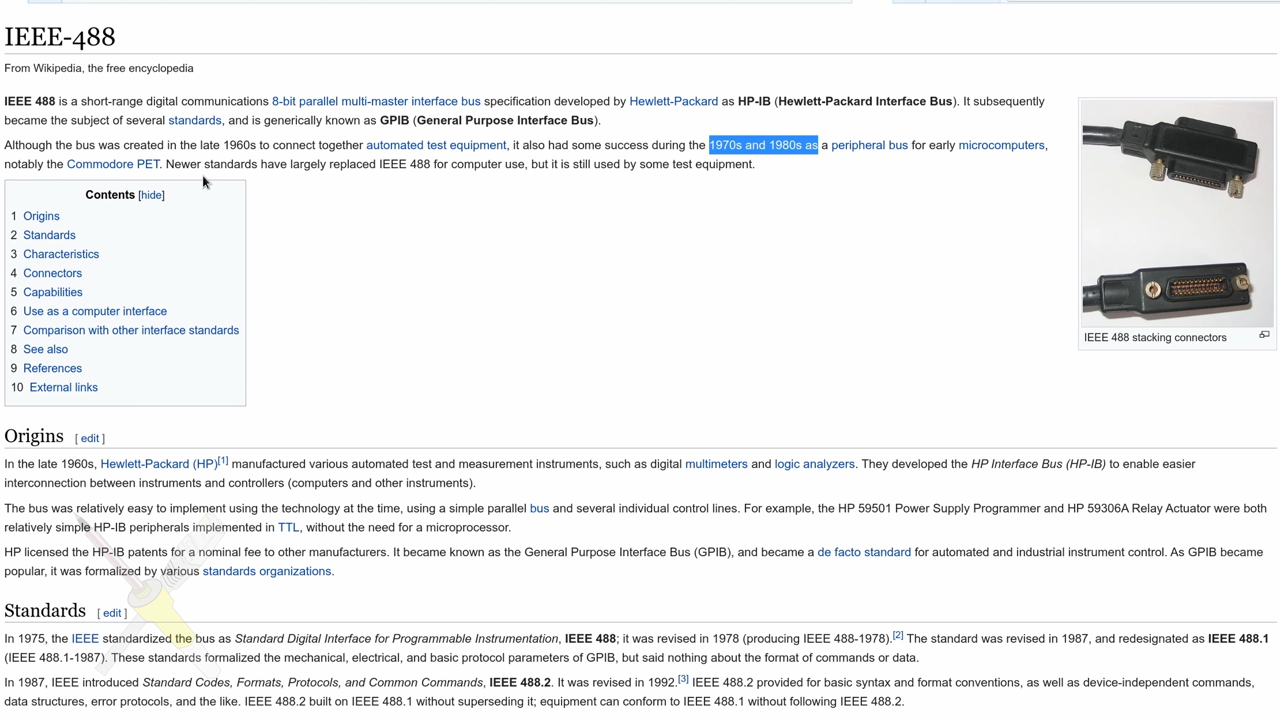 IEEE-488
From Wikipedia, the free encyclopedia
IEEE 488 is a short-range digital communications 8-bit parallel multi-master interface bus specification developed by Hewlett-Packard as HP-IB (Hewlett-Packard Interface Bus). It subsequently
became the subject of several standards, and is generically known as GPIB (General Purpose Interface Bus).
Although the bus was created in the late 1960s to connect together automated test equipment, it also had some success during the 1970s and 1980s as a peripheral bus for early microcomputers,
notably the Commodore PET. Newer standards have largely replaced IEEE 488 for computer use, but it is still used by some test equipment.
IEEE 488 stacking connectors
Contents [hide]
1 Origins
2 Standards
3 Characteristics
4 Connectors
5 Capabilities
6 Use as a computer interface
7 Comparison with other interface standards
8 See also
9 References
10 External links
Origins [ edit ]
In the late 1960s, Hewlett-Packard (HP)[1] manufactured various automated test and measurement instruments, such as digital multimeters and logic analyzers. They developed the HP Interface Bus (HP-IB) to enable easier
interconnection between instruments and controllers (computers and other instruments).
The bus was relatively easy to implement using the technology at the time, using a simple parallel bus and several individual control lines. For example, the HP 59501 Power Supply Programmer and HP 59306A Relay Actuator were both
relatively simple HP-IB peripherals implemented in TTL, without the need for a microprocessor.
HP licensed the HP-IB patents for a nominal fee to other manufacturers. It became known as the General Purpose Interface Bus (GPIB), and became a de facto standard for automated and industrial instrument control. As GPIB became
popular, it was formalized by various standards organizations.
Standards [ edit ]
In 1975, the IEEE standardized the bus as Standard Digital Interface for Programmable Instrumentation, IEEE 488; it was revised in 1978 (producing IEEE 488-1978).[2] The standard was revised in 1987, and redesignated as IEEE 488.1
(IEEE 488.1-1987). These standards formalized the mechanical, electrical, and basic protocol parameters of GPIB, but said nothing about the format of commands or data.
In 1987, IEEE introduced Standard Codes, Formats, Protocols, and Common Commands, IEEE 488.2. It was revised in 1992.[3] IEEE 488.2 provided for basic syntax and format conventions, as well as device-independent commands,
data structures, error protocols, and the like. IEEE 488.2 built on IEEE 488.1 without superseding it; equipment can conform to IEEE 488.1 without following IEEE 488.2.